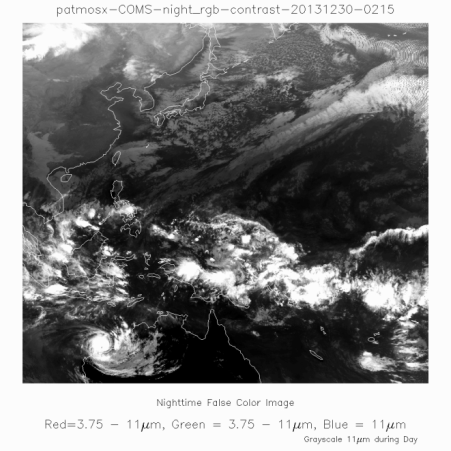 patmosx-COMS-night_rgb-contrast-20131230-0215
Nighttime False Color Image
Red=3.75 - 11μm, Green = 3.75 - 11μm, Blue = 11μm
Grayscale 11μm during Day